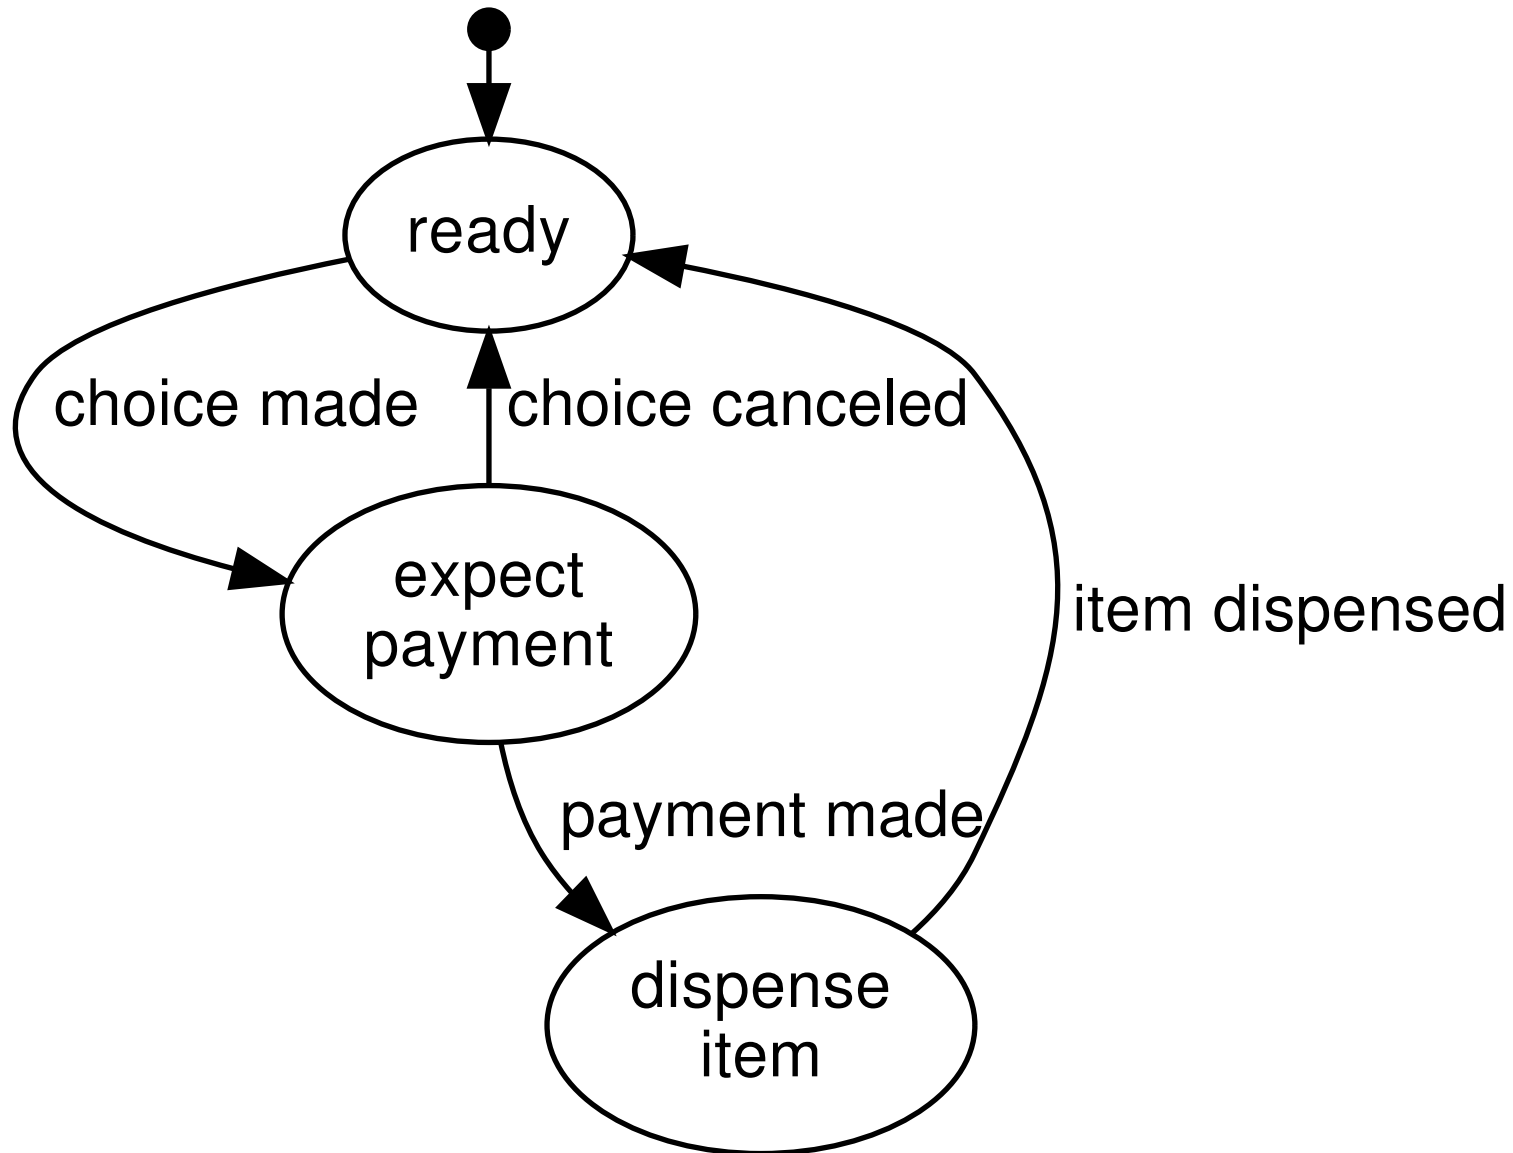 ready
choice made
choice canceled
expect
payment
item dispensed
payment made
dispense
item